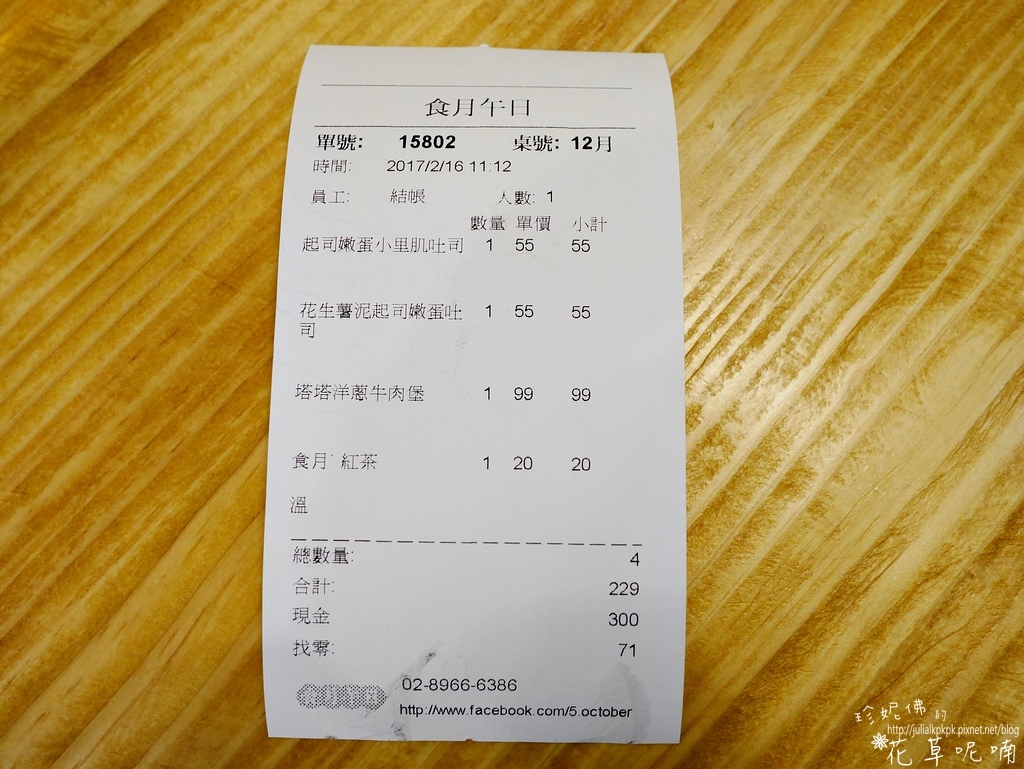 食月午日
單號: 15802 桌號: 12月
時間: 2017/2/16 11:12
員工: 結帳 人數: 1
數量 單價 小計
起司嫩蛋小里肌吐司 1 55 55
花生薯泥起司嫩蛋吐 1 55 55
司
塔塔洋蔥牛肉堡 1 99 99
食月˙紅茶 1 20 20
溫
總數量: 4
合計: 229
現金 300
找零: 71
02-8966-6386
http://www.facebook.com/5.october
珍妮佛的
http://julialkpkpk.pixnet.net/blog
花草呢喃